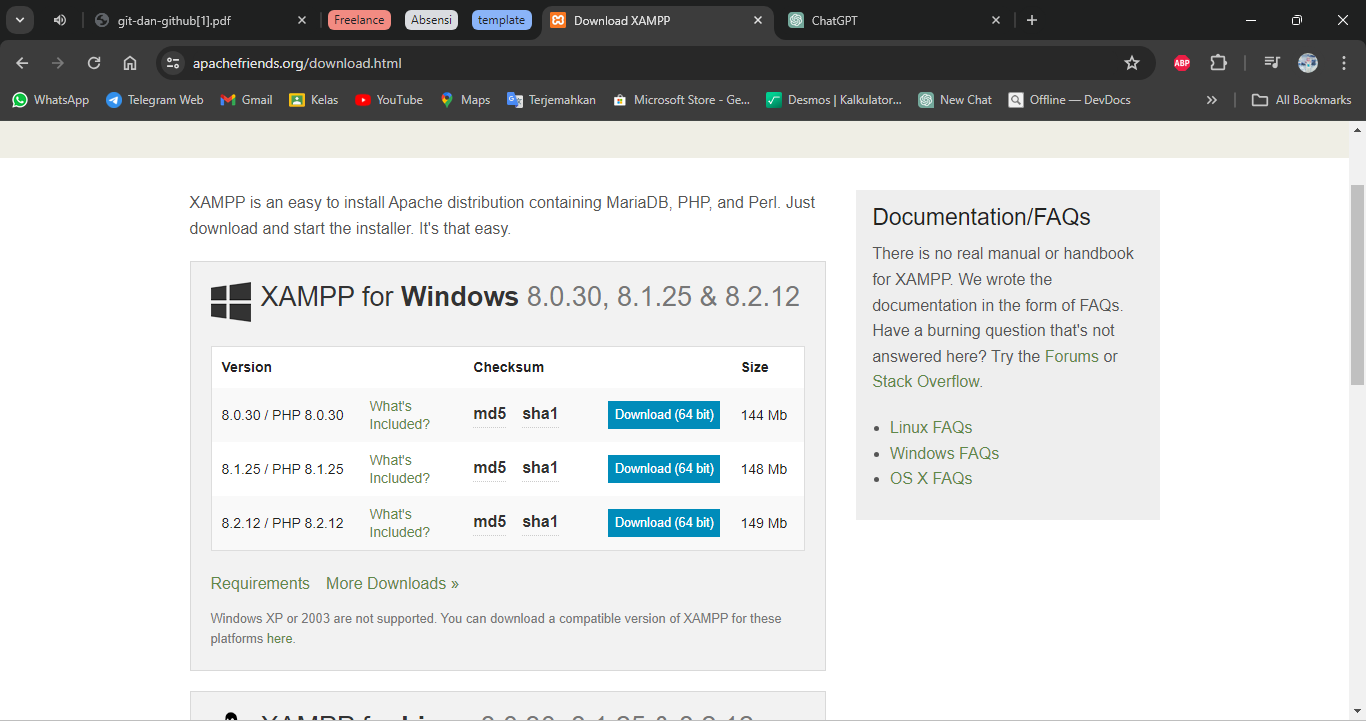 git-dan-github[1].pdf
Freelance
Absensi
template
Download XAMPP
ChatGPT
apachefriends.org/download.html
ABP
WhatsApp
Telegram Web
Gmail
Kelas
YouTube
Maps
Terjemahkan
Microsoft Store - Ge...
Desmos | Kalkulator...
New Chat
Offline — DevDocs
»
All Bookmarks
XAMPP is an easy to install Apache distribution containing MariaDB, PHP, and Perl. Just
download and start the installer. It's that easy.
XAMPP for Windows 8.0.30, 8.1.25 & 8.2.12
Version Checksum Size
8.0.30 / PHP 8.0.30 What's Included? md5 sha1 Download (64 bit) 144 Mb
8.1.25 / PHP 8.1.25 What's Included? md5 sha1 Download (64 bit) 148 Mb
8.2.12 / PHP 8.2.12 What's Included? md5 sha1 Download (64 bit) 149 Mb
Requirements More Downloads »
Windows XP or 2003 are not supported. You can download a compatible version of XAMPP for these
platforms here.
Documentation/FAQs
There is no real manual or handbook
for XAMPP. We wrote the
documentation in the form of FAQs.
Have a burning question that's not
answered here? Try the Forums or
Stack Overflow.
Linux FAQs
Windows FAQs
OS X FAQs